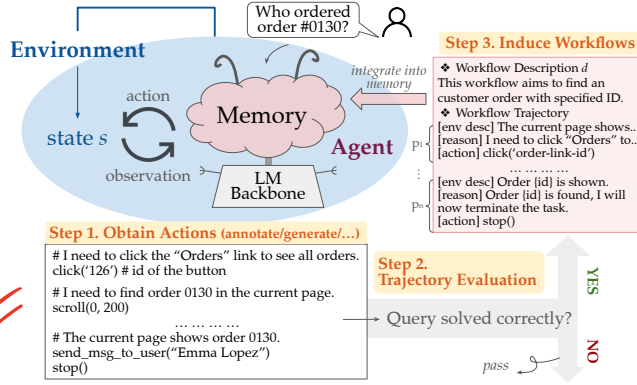 Who ordered
order #0130?
Environment
action
state s
observation
Memory
Agent
LM
Backbone
integrate into
memory
Step 3. Induce Workflows
❖ Workflow Description d
This workflow aims to find an
customer order with specified ID.
❖ Workflow Trajectory
p₁
[env desc] The current page shows...
[reason] I need to click “Orders” to...
[action] click(‘order-link-id’)
… … … …
pₙ
[env desc] Order {id} is shown.
[reason] Order {id} is found, I will
now terminate the task.
[action] stop()
Step 1. Obtain Actions (annotate/generate/…)
# I need to click the “Orders” link to see all orders.
click(‘126’) # id of the button
# I need to find order 0130 in the current page.
scroll(0, 200)
… … … …
# The current page shows order 0130.
send_msg_to_user(“Emma Lopez”)
stop()
Step 2.
Trajectory Evaluation
Query solved correctly?
YES
NO
pass